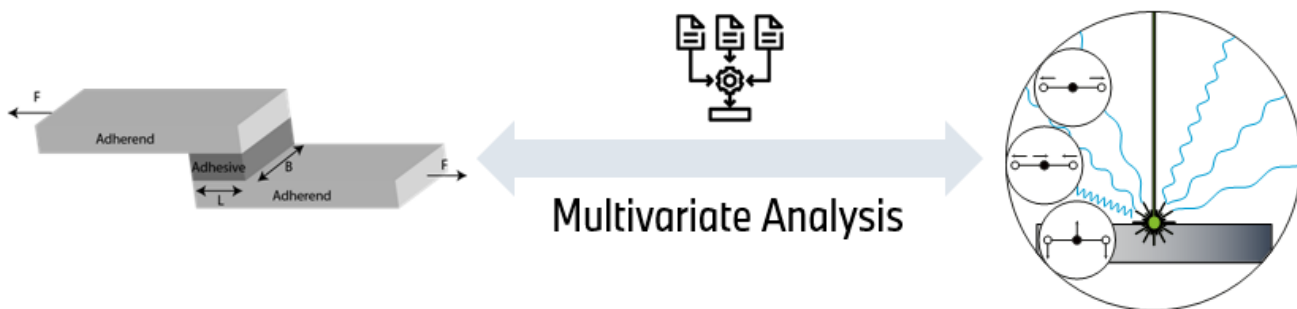 F
Adherend
Adhesive
B
F
L
Adherend
Multivariate Analysis